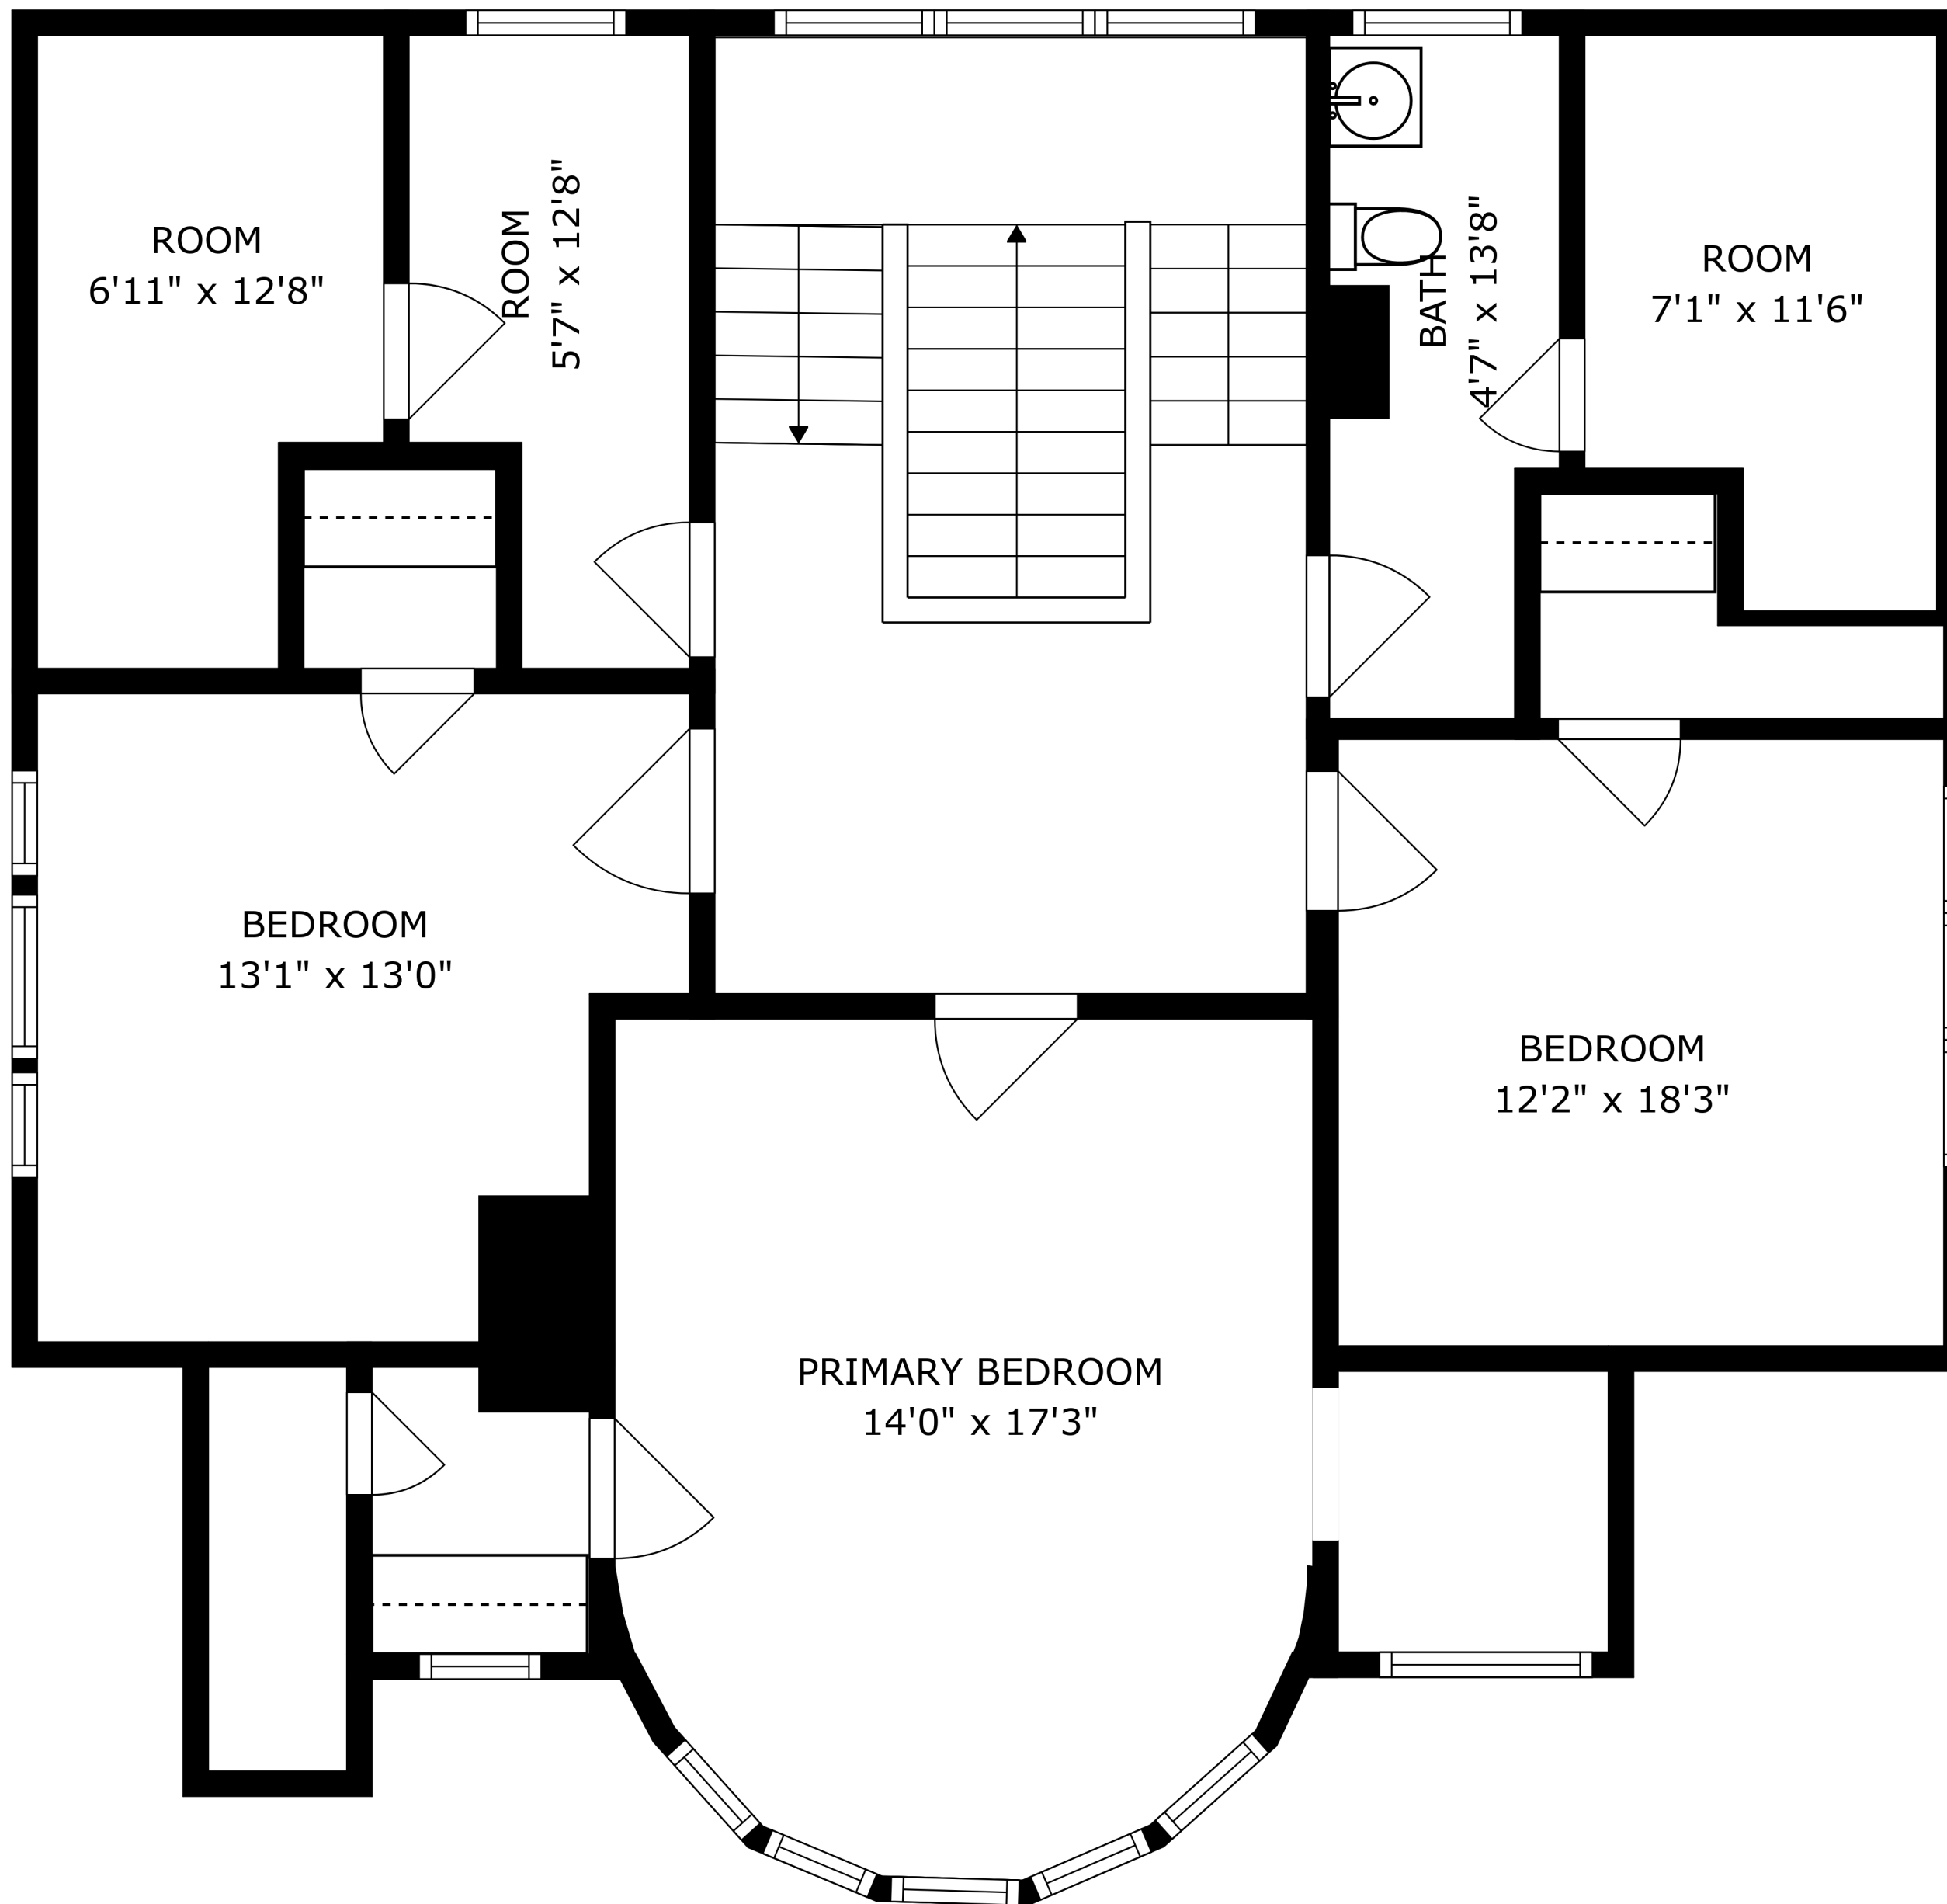 ROOM
6'11" x 12'8"
ROOM
5'7" x 12'8"
BATH
4'7" x 13'8"
ROOM
7'1" x 11'6"
BEDROOM
13'1" x 13'0"
BEDROOM
12'2" x 18'3"
PRIMARY BEDROOM
14'0" x 17'3"